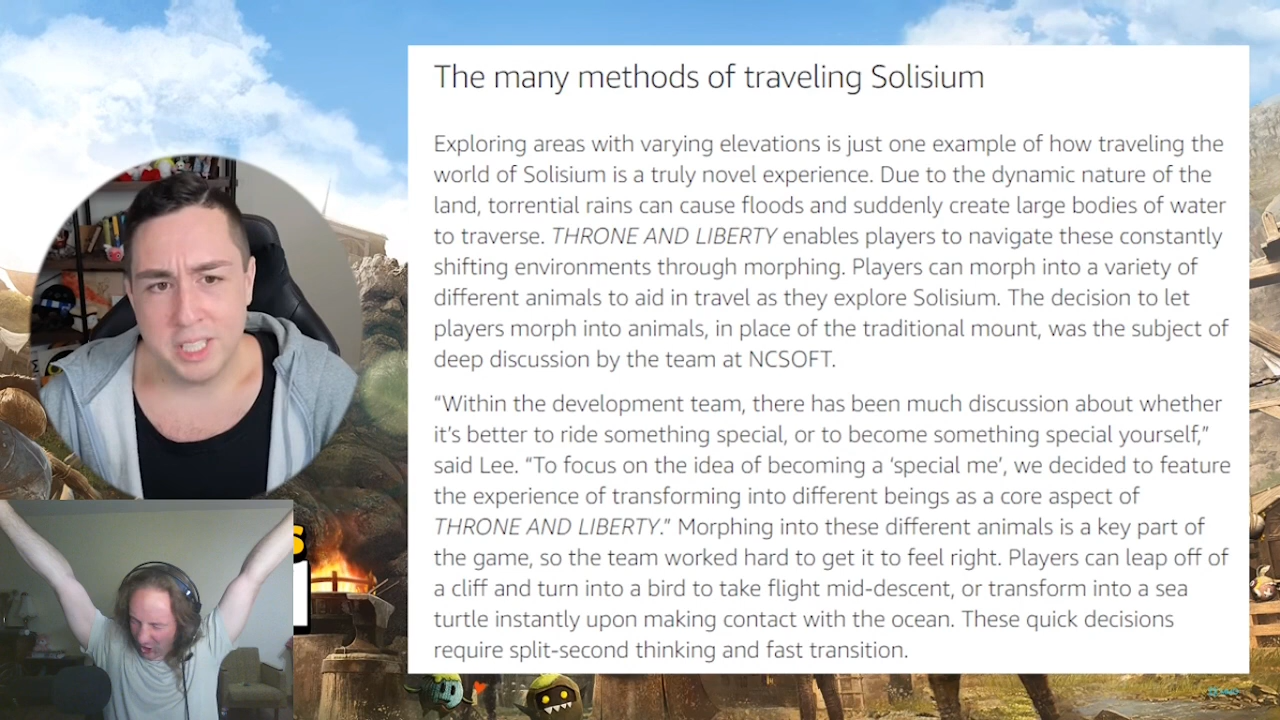 The many methods of traveling Solisium
Exploring areas with varying elevations is just one example of how traveling the
world of Solisium is a truly novel experience. Due to the dynamic nature of the
land, torrential rains can cause floods and suddenly create large bodies of water
to traverse. THRONE AND LIBERTY enables players to navigate these constantly
shifting environments through morphing. Players can morph into a variety of
different animals to aid in travel as they explore Solisium. The decision to let
players morph into animals, in place of the traditional mount, was the subject of
deep discussion by the team at NCSOFT.
“Within the development team, there has been much discussion about whether
it’s better to ride something special, or to become something special yourself,”
said Lee. “To focus on the idea of becoming a ‘special me’, we decided to feature
the experience of transforming into different beings as a core aspect of
THRONE AND LIBERTY.” Morphing into these different animals is a key part of
the game, so the team worked hard to get it to feel right. Players can leap off of
a cliff and turn into a bird to take flight mid-descent, or transform into a sea
turtle instantly upon making contact with the ocean. These quick decisions
require split-second thinking and fast transition.